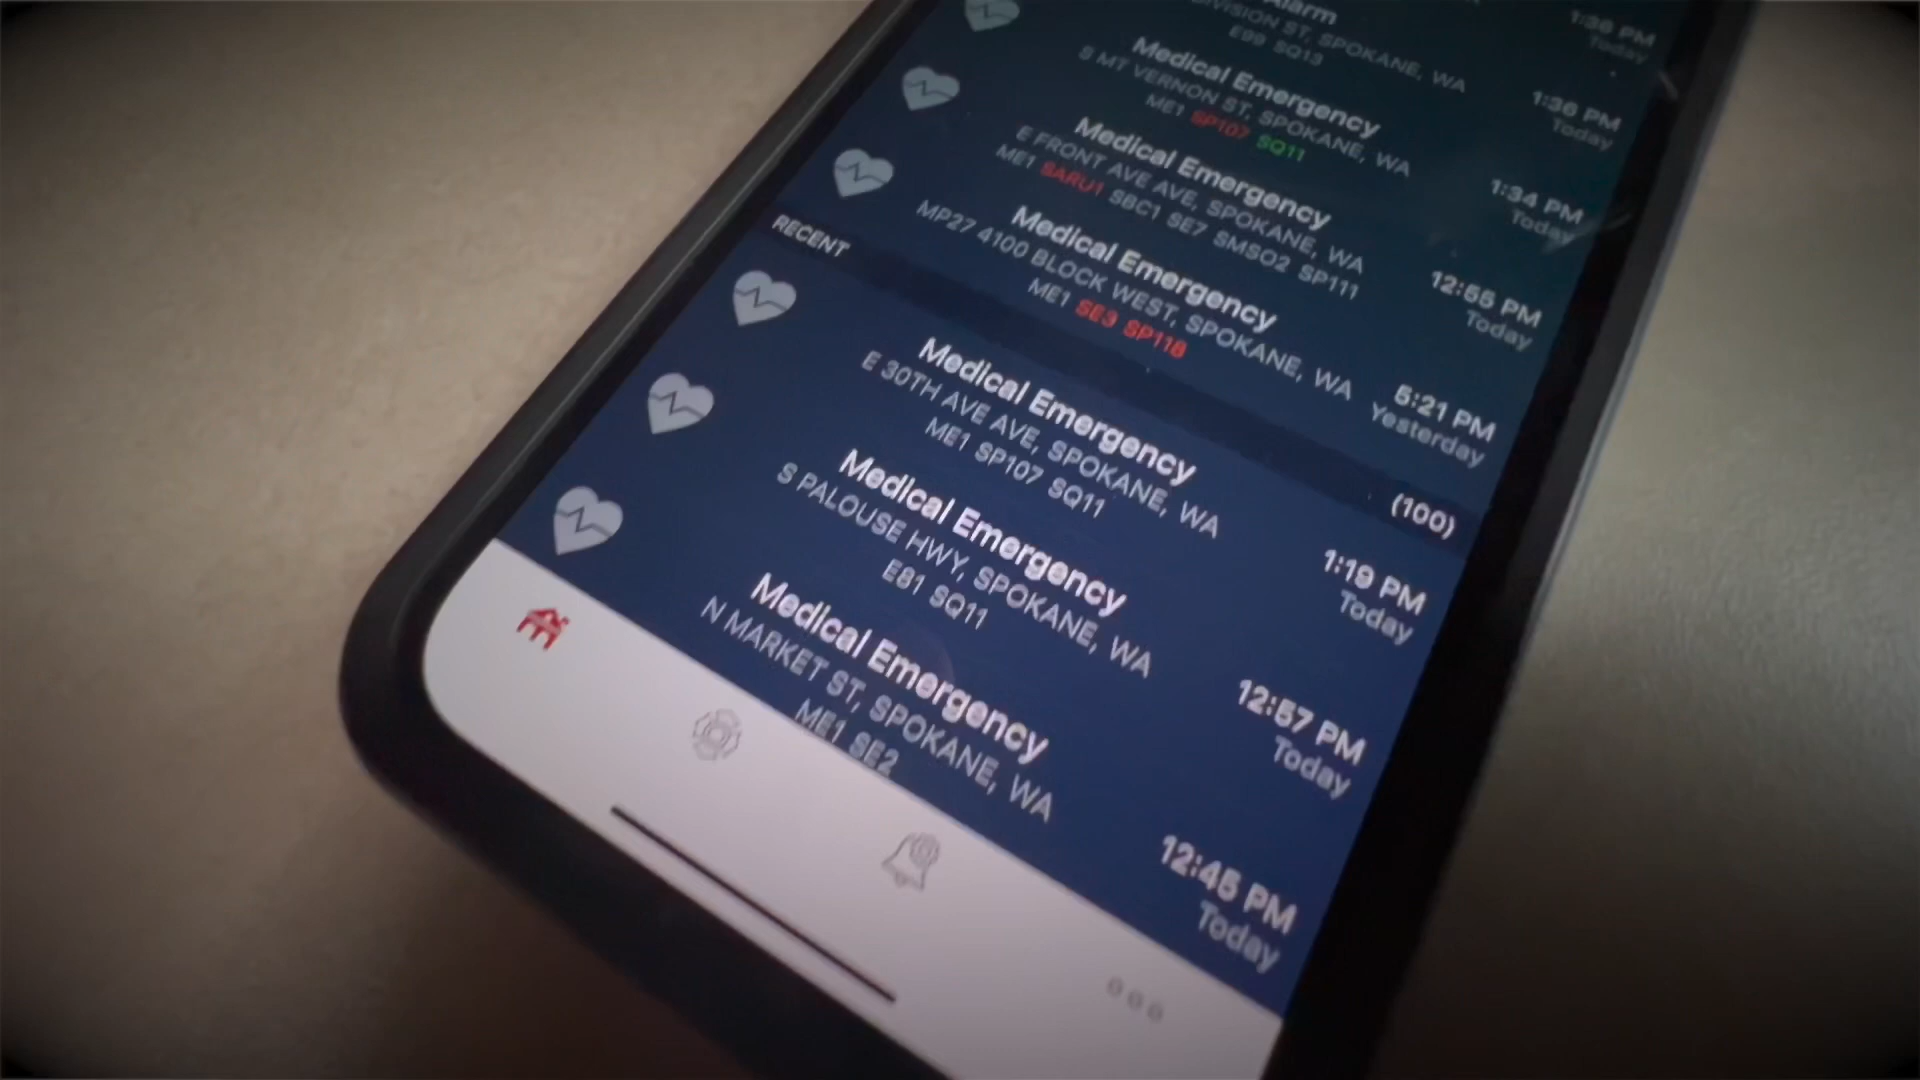 1:39 PM
Today
Alarm
1:36 PM
DIVISION ST, SPOKANE, WA
Today
E99 SQ13
Medical Emergency
1:34 PM
S MT VERNON ST, SPOKANE, WA
Today
ME1 SP107 SQ11
Medical Emergency
12:55 PM
E FRONT AVE AVE, SPOKANE, WA
Today
ME1 SARU1 SBC1 SE7 SMSO2 SP111
Medical Emergency
5:21 PM
MP27 4100 BLOCK WEST, SPOKANE, WA
Yesterday
ME1 SE3 SP118
RECENT (100)
Medical Emergency
1:19 PM
E 30TH AVE AVE, SPOKANE, WA
Today
ME1 SP107 SQ11
Medical Emergency
12:57 PM
S PALOUSE HWY, SPOKANE, WA
Today
E81 SQ11
Medical Emergency
12:45 PM
N MARKET ST, SPOKANE, WA
Today
ME1 SE2